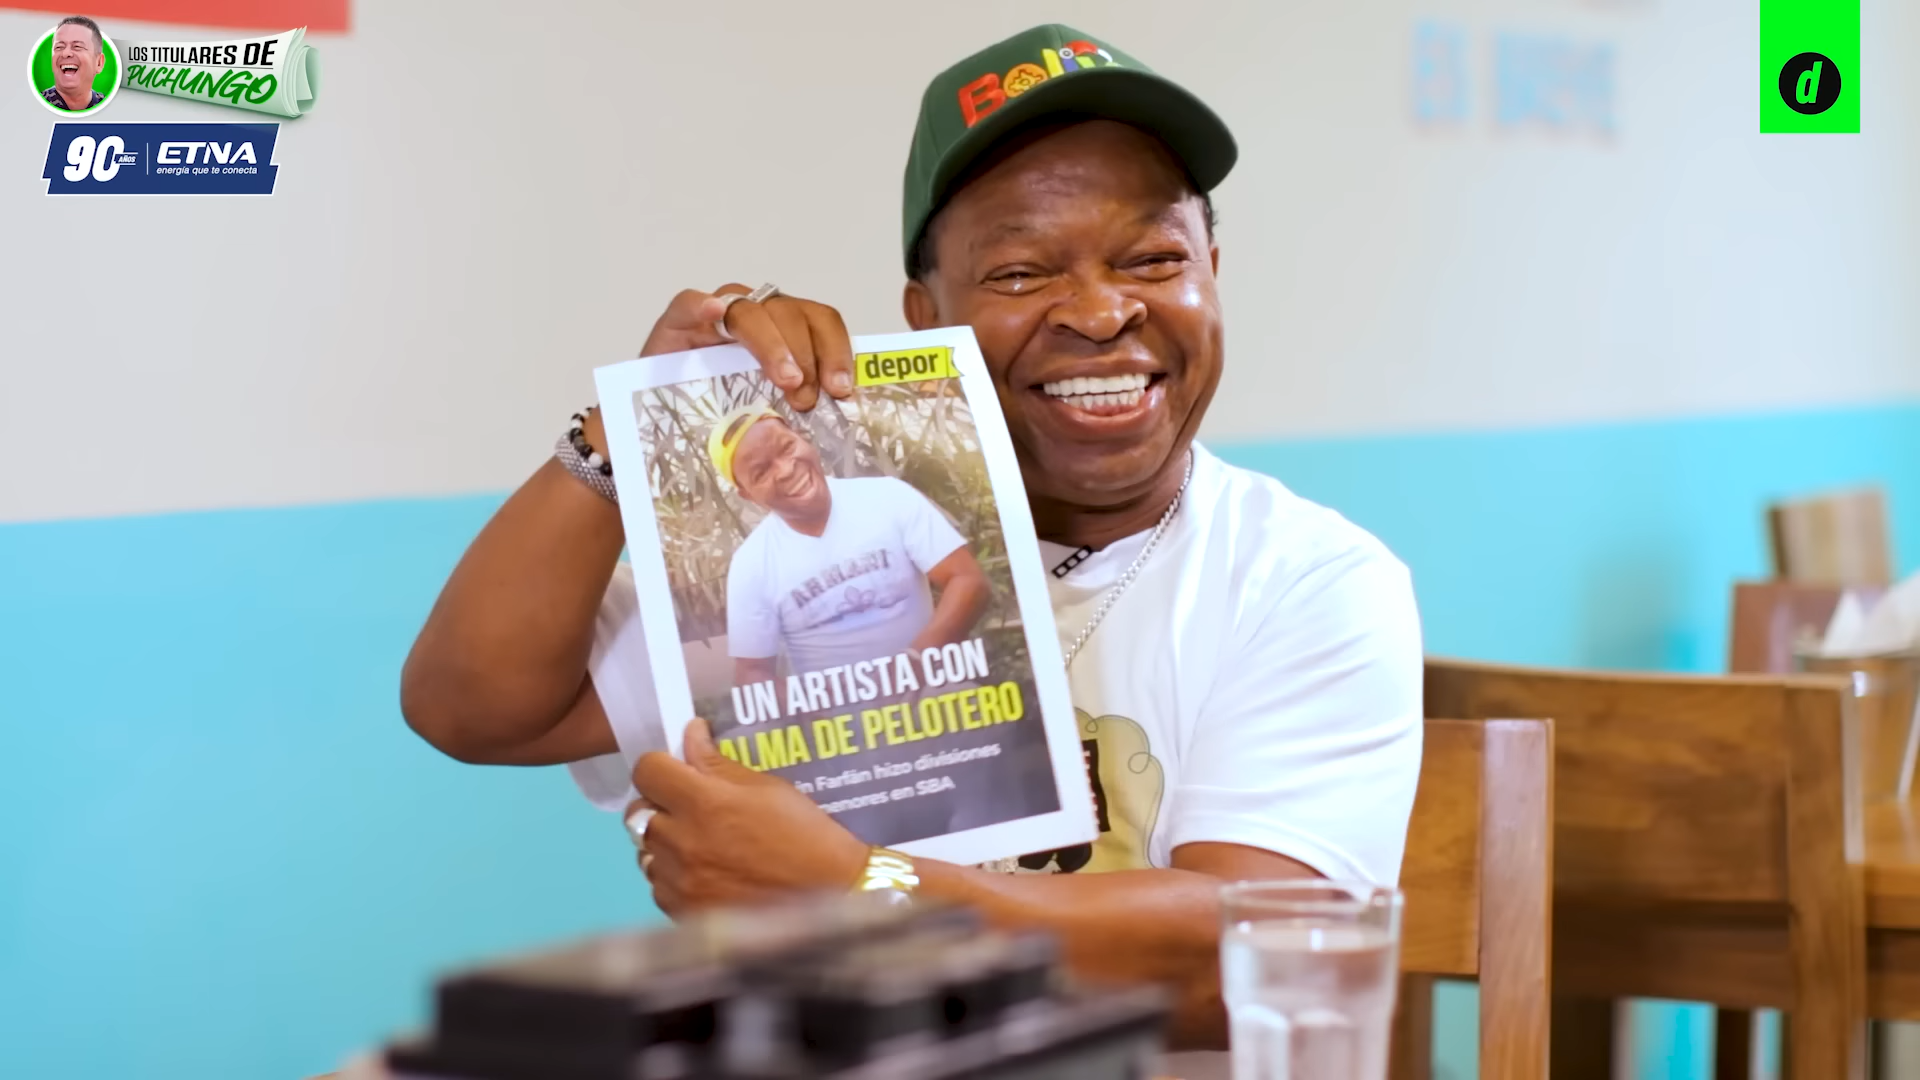 LOS TITULARES DE
PUCHUNGO
90 AÑOS
ETNA
energía que te conecta
d
depor
ARMANI
UN ARTISTA CON
ALMA DE PELOTERO
Farfán hizo divisiones
menores en SBA